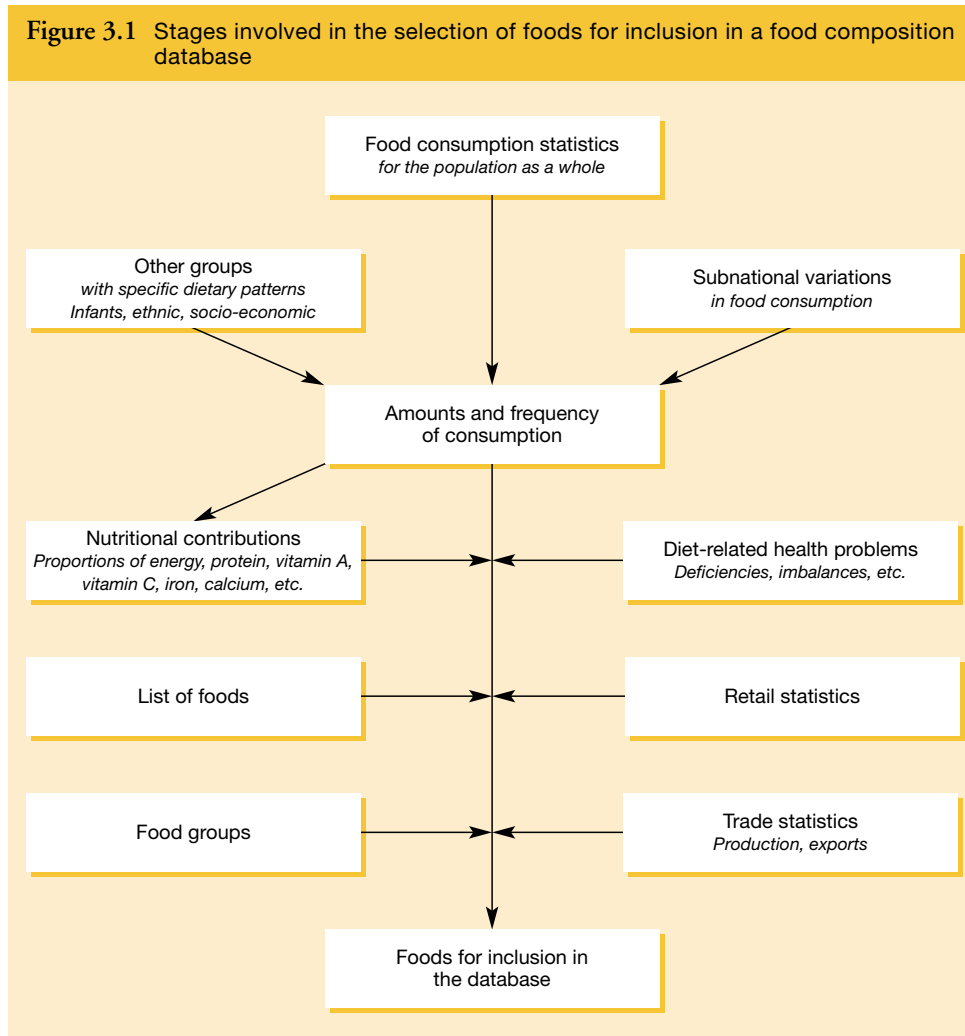 Figure 3.1 Stages involved in the selection of foods for inclusion in a food composition
database
Food consumption statistics
for the population as a whole
Other groups
with specific dietary patterns
Infants, ethnic, socio-economic
Subnational variations
in food consumption
Amounts and frequency
of consumption
Nutritional contributions
Proportions of energy, protein, vitamin A,
vitamin C, iron, calcium, etc.
Diet-related health problems
Deficiencies, imbalances, etc.
List of foods
Retail statistics
Food groups
Trade statistics
Production, exports
Foods for inclusion in
the database